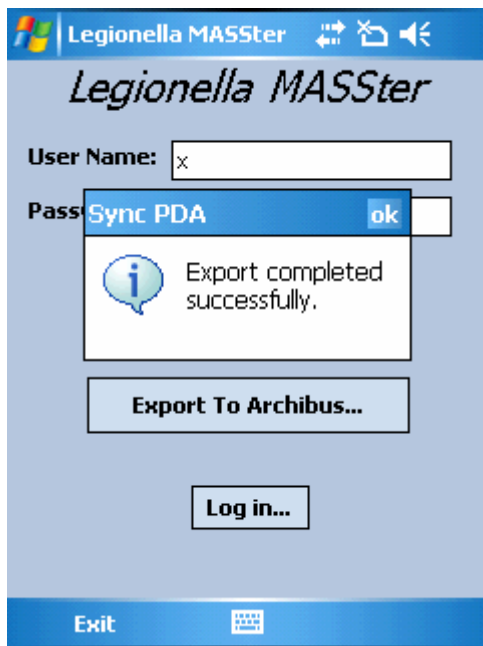 Legionella MASSter
Legionella MASSter
User Name: x
Pass
Sync PDA ok
Export completed
successfully.
Export To Archibus...
Log in...
Exit